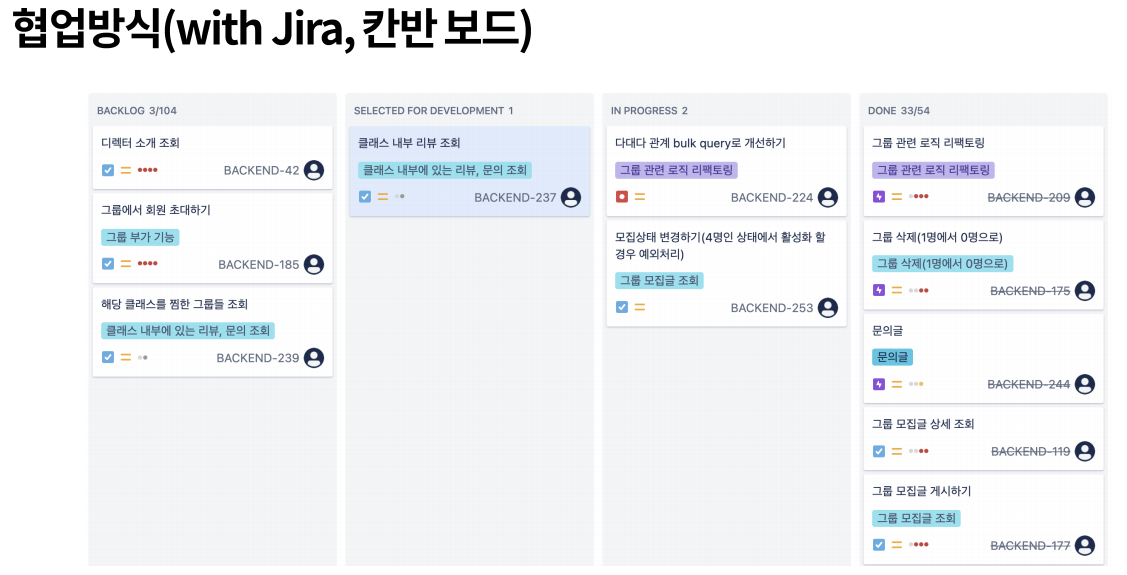 협업방식(with Jira, 칸반 보드)
BACKLOG 3/104
디렉터 소개 조회
BACKEND-42
그룹에서 회원 초대하기
그룹 부가 기능
BACKEND-185
해당 클래스를 찜한 그룹들 조회
클래스 내부에 있는 리뷰, 문의 조회
BACKEND-239
SELECTED FOR DEVELOPMENT 1
클래스 내부 리뷰 조회
클래스 내부에 있는 리뷰, 문의 조회
BACKEND-237
IN PROGRESS 2
다대다 관계 bulk query로 개선하기
그룹 관련 로직 리팩토링
BACKEND-224
모집상태 변경하기(4명인 상태에서 활성화 할
경우 예외처리)
그룹 모집글 조회
BACKEND-253
DONE 33/54
그룹 관련 로직 리팩토링
그룹 관련 로직 리팩토링
BACKEND-209
그룹 삭제(1명에서 0명으로)
그룹 삭제(1명에서 0명으로)
BACKEND-175
문의글
문의글
BACKEND-244
그룹 모집글 상세 조회
BACKEND-119
그룹 모집글 게시하기
그룹 모집글 조회
BACKEND-177